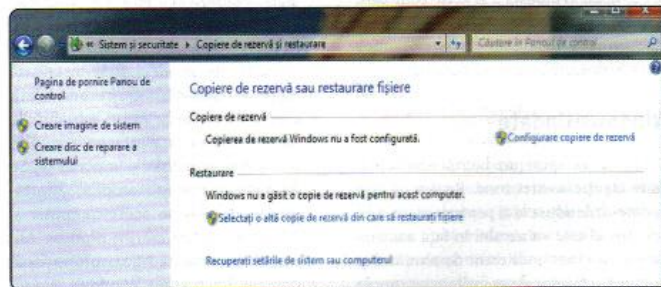 « Sistem și securitate ▸ Copiere de rezervă și restaurare
Căutare în Panoul de control
Pagina de pornire Panou de control
Creare imagine de sistem
Creare disc de reparare a sistemului
Copiere de rezervă sau restaurare fișiere
Copiere de rezervă
Copierea de rezervă Windows nu a fost configurată.
Configurare copiere de rezervă
Restaurare
Windows nu a găsit o copie de rezervă pentru acest computer.
Selectați o altă copie de rezervă din care să restaurați fișiere
Recuperați setările de sistem sau computerul